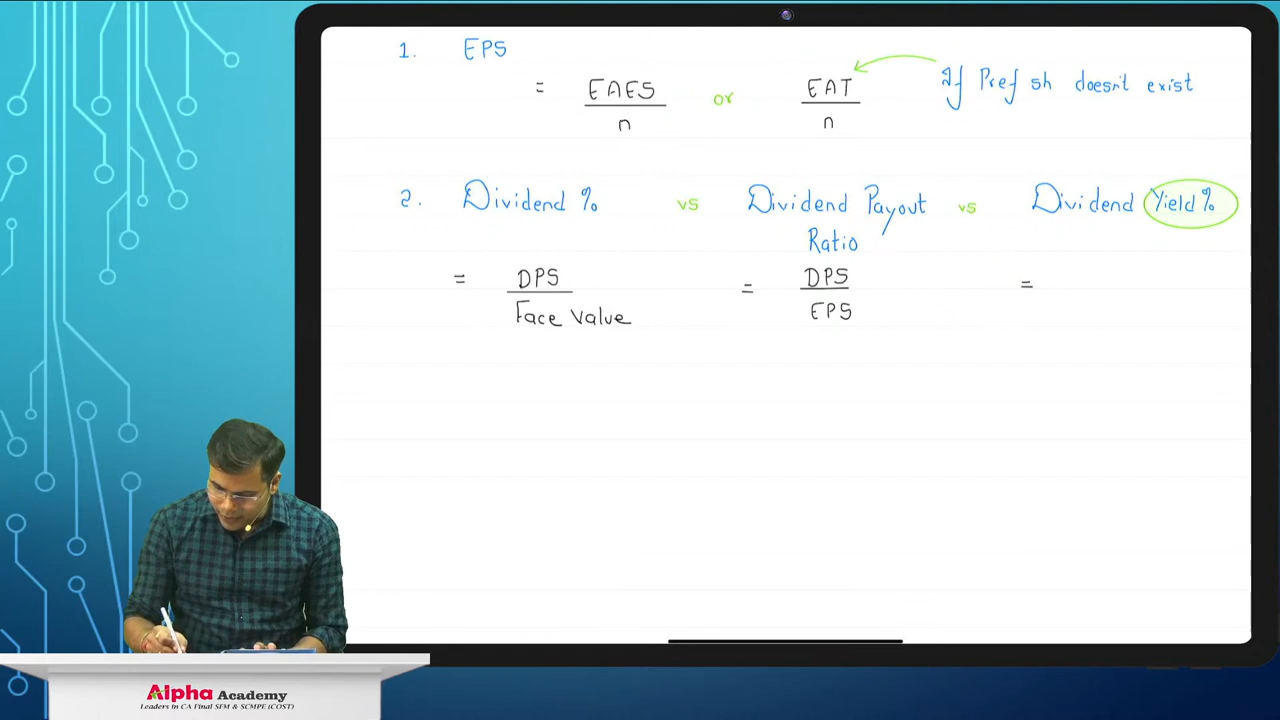 1. EPS
= EAES / n or EAT / n If Pref sh doesn't exist
2. Dividend % vs Dividend Payout Ratio vs Dividend Yield %
= DPS / Face Value = DPS / EPS =
Alpha Academy
Leaders in CA Final SFM & SCMPE (COST)